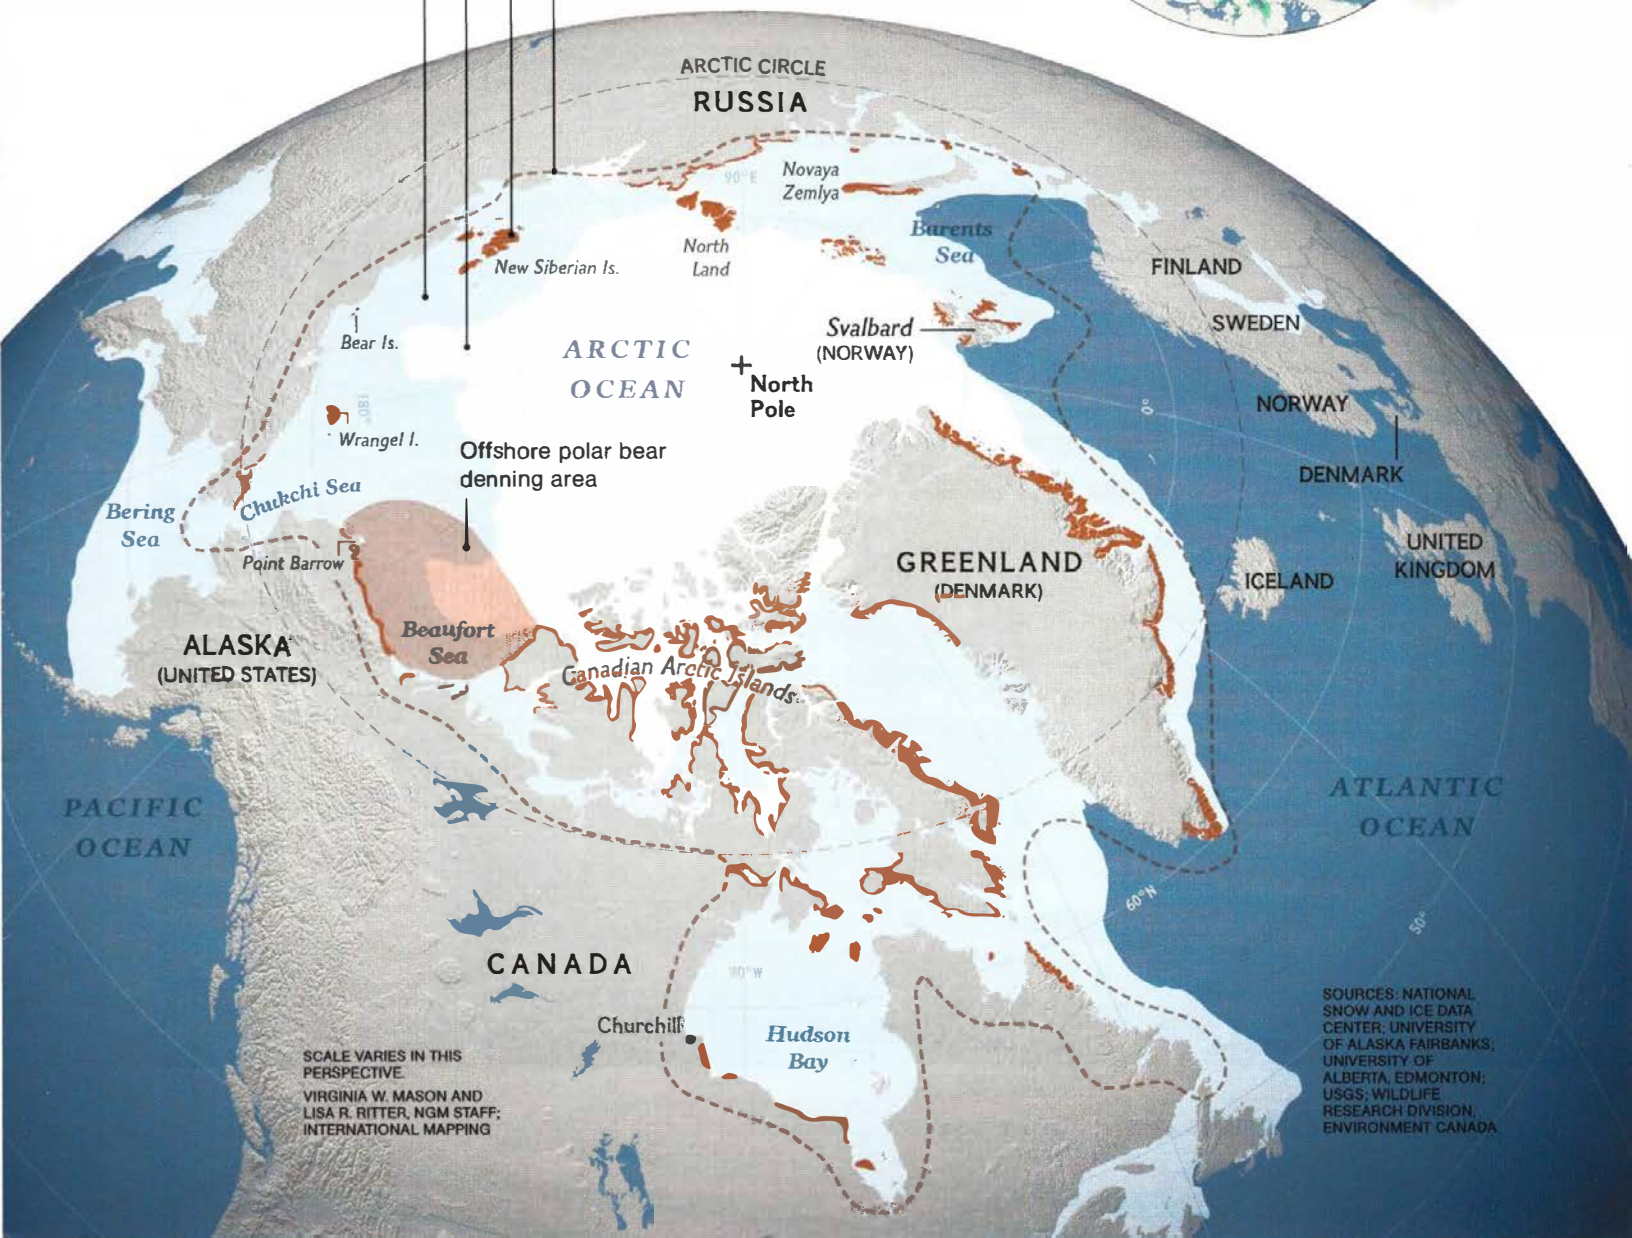 ARCTIC CIRCLE
RUSSIA
Novaya
Zemlya
90° E
North
Land
Barents
Sea
New Siberian Is.
FINLAND
SWEDEN
Svalbard
(NORWAY)
Bear Is.
ARCTIC
OCEAN
North
Pole
180°
0°
NORWAY
Wrangel I.
Offshore polar bear
denning area
DENMARK
Chukchi Sea
Bering
Sea
Point Barrow
GREENLAND
(DENMARK)
UNITED
KINGDOM
ICELAND
Beaufort
Sea
ALASKA
(UNITED STATES)
Canadian Arctic Islands
PACIFIC
OCEAN
ATLANTIC
OCEAN
60°N
50°
CANADA
80°W
Churchill
Hudson
Bay
SCALE VARIES IN THIS
PERSPECTIVE.
VIRGINIA W. MASON AND
LISA R. RITTER, NGM STAFF;
INTERNATIONAL MAPPING
SOURCES: NATIONAL
SNOW AND ICE DATA
CENTER; UNIVERSITY
OF ALASKA FAIRBANKS;
UNIVERSITY OF
ALBERTA, EDMONTON;
USGS; WILDLIFE
RESEARCH DIVISION,
ENVIRONMENT CANADA